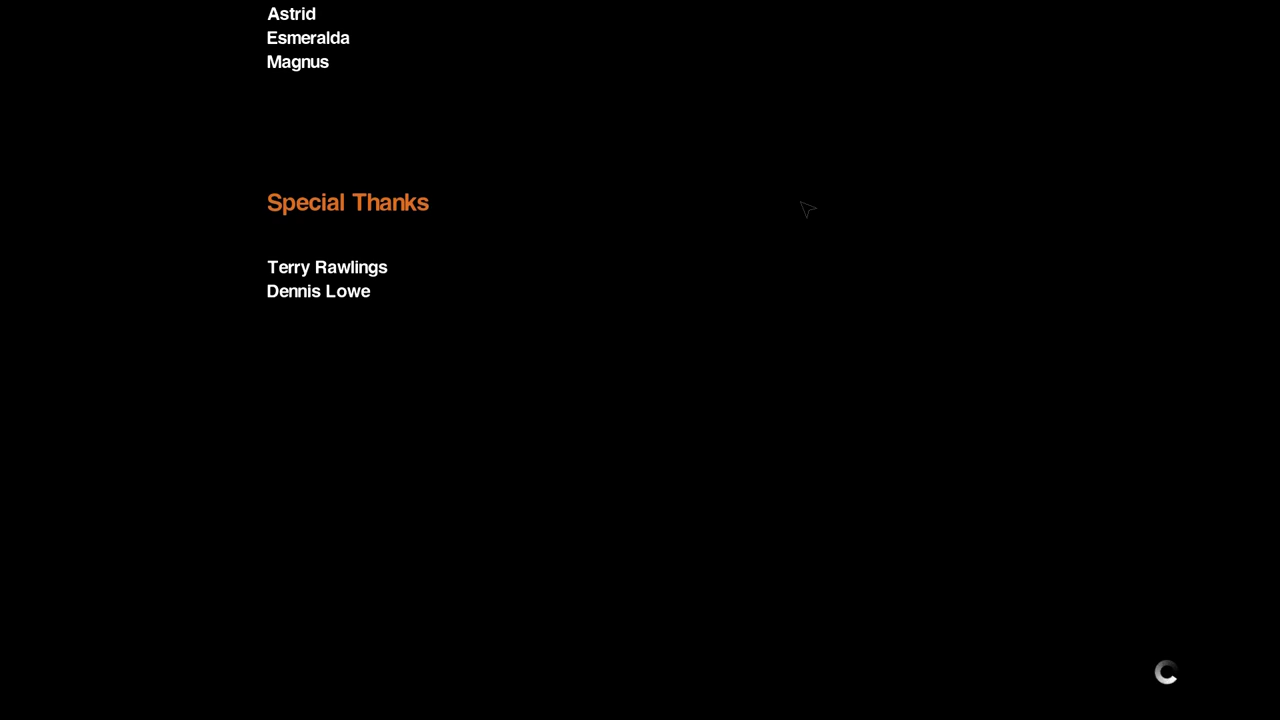 Astrid
Esmeralda
Magnus
Special Thanks
Terry Rawlings
Dennis Lowe